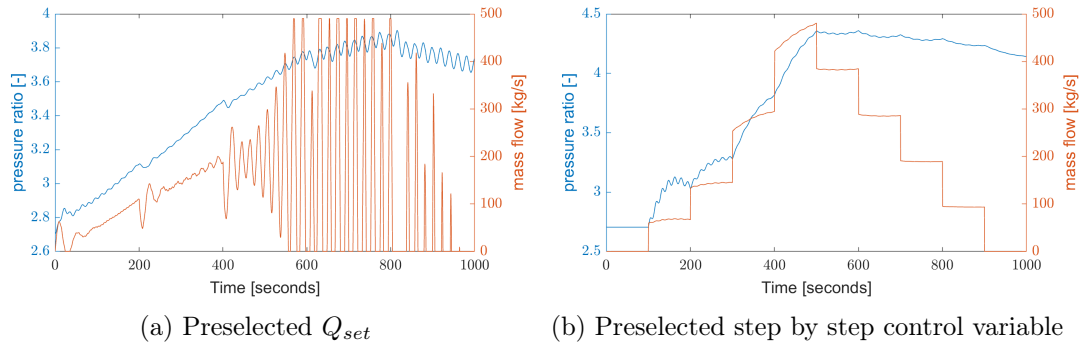 4 500
3.8 400
3.6
300
3.4
200
3.2
3 100
2.8
2.6 0
0 200 400 600 800 1000
Time [seconds]
pressure ratio [-]
mass flow [kg/s]
(a) Preselected Q_set
4.5 500
400
4
300
3.5
200
3 100
2.5 0
0 200 400 600 800 1000
Time [seconds]
pressure ratio [-]
mass flow [kg/s]
(b) Preselected step by step control variable